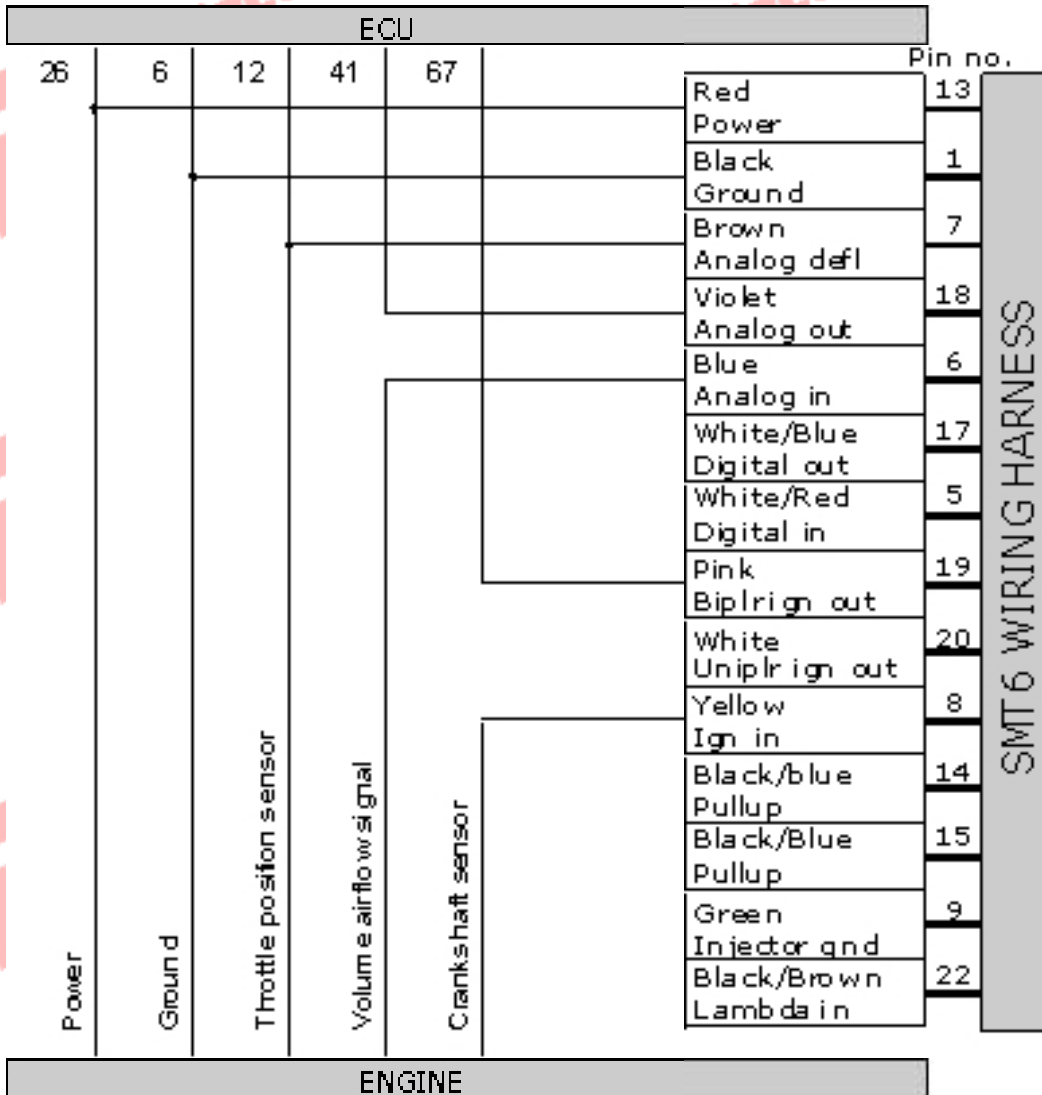 ECU
Pin no.
26 6 12 41 67
Red 13
Power
Black 1
Ground
Brown 7
Analog defl
Violet 18
Analog out
Blue 6
Analog in
White/Blue 17
Digital out
White/Red 5
Digital in
Pink 19
Biplrign out
White 20
Uniplr ign out
Yellow 8
Ign in
Black/blue 14
Pullup
Black/Blue 15
Pullup
Green 9
Injector gnd
Black/Brown 22
Lambda in
SMT6 WIRING HARNESS
Power
Ground
Throttle position sensor
Volume airflow signal
Crankshaft sensor
ENGINE